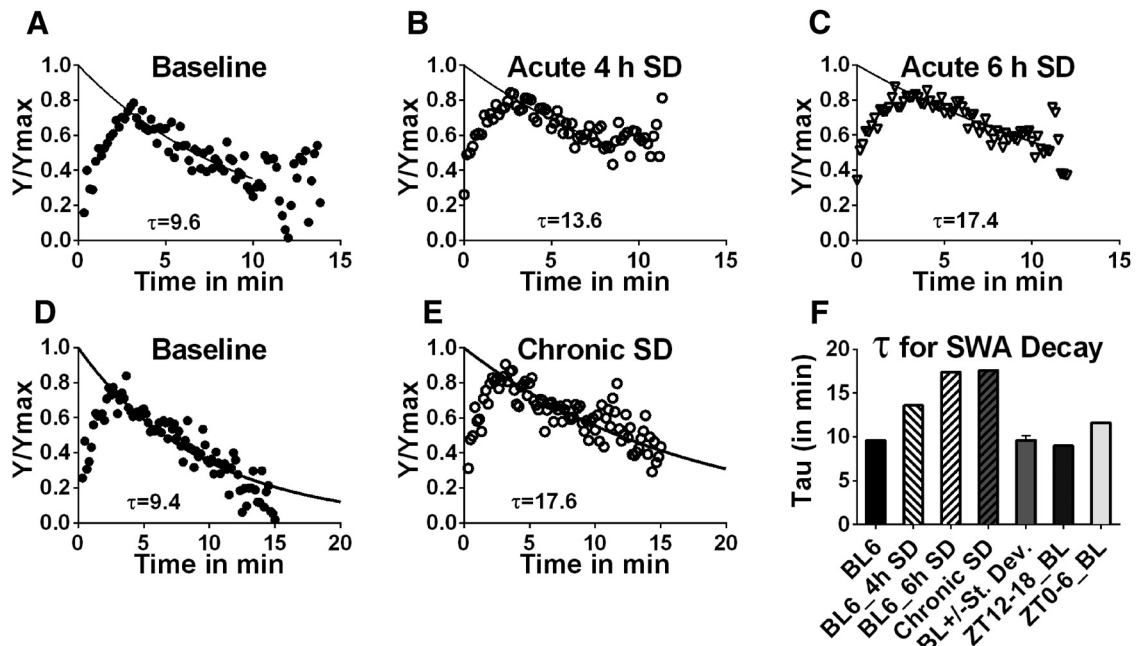 A
Baseline
Y/Ymax
1.0
0.8
0.6
0.4
0.2
0.0
τ=9.6
0 5 10 15
Time in min
B
Acute 4 h SD
Y/Ymax
1.0
0.8
0.6
0.4
0.2
0.0
τ=13.6
0 5 10 15
Time in min
C
Acute 6 h SD
Y/Ymax
1.0
0.8
0.6
0.4
0.2
0.0
τ=17.4
0 5 10 15
Time in min
D
Baseline
Y/Ymax
1.0
0.8
0.6
0.4
0.2
0.0
τ=9.4
0 5 10 15 20
Time in min
E
Chronic SD
Y/Ymax
1.0
0.8
0.6
0.4
0.2
0.0
τ=17.6
0 5 10 15 20
Time in min
F
τ for SWA Decay
Tau (in min)
20
15
10
5
0
BL6
BL6_4h SD
BL6_6h SD
Chronic SD
BL+/-St. Dev.
ZT12-18_BL
ZT0-6_BL